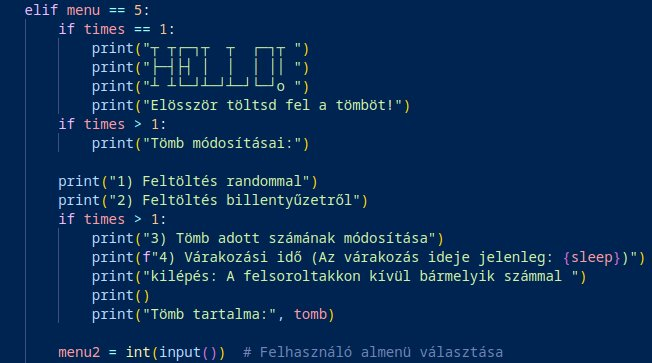 elif menu == 5:
    if times == 1:
        print("┬ ┬┌─┐┬  ┬  ┌─┐┬ ")
        print("├─┤├┤ │  │  │ ││ ")
        print("┴ ┴└─┘┴─┘┴─┘└─┘o ")
        print("Elösször töltsd fel a tömböt!")
    if times > 1:
        print("Tömb módosításai:")

    print("1) Feltöltés randommal")
    print("2) Feltöltés billentyűzetről")
    if times > 1:
        print("3) Tömb adott számának módosítása")
        print(f"4) Várakozási idő (Az várakozás ideje jelenleg: {sleep})")
        print("kilépés: A felsoroltakkon kívül bármelyik számmal ")
        print()
        print("Tömb tartalma:", tomb)

    menu2 = int(input())  # Felhasználó almenü választása